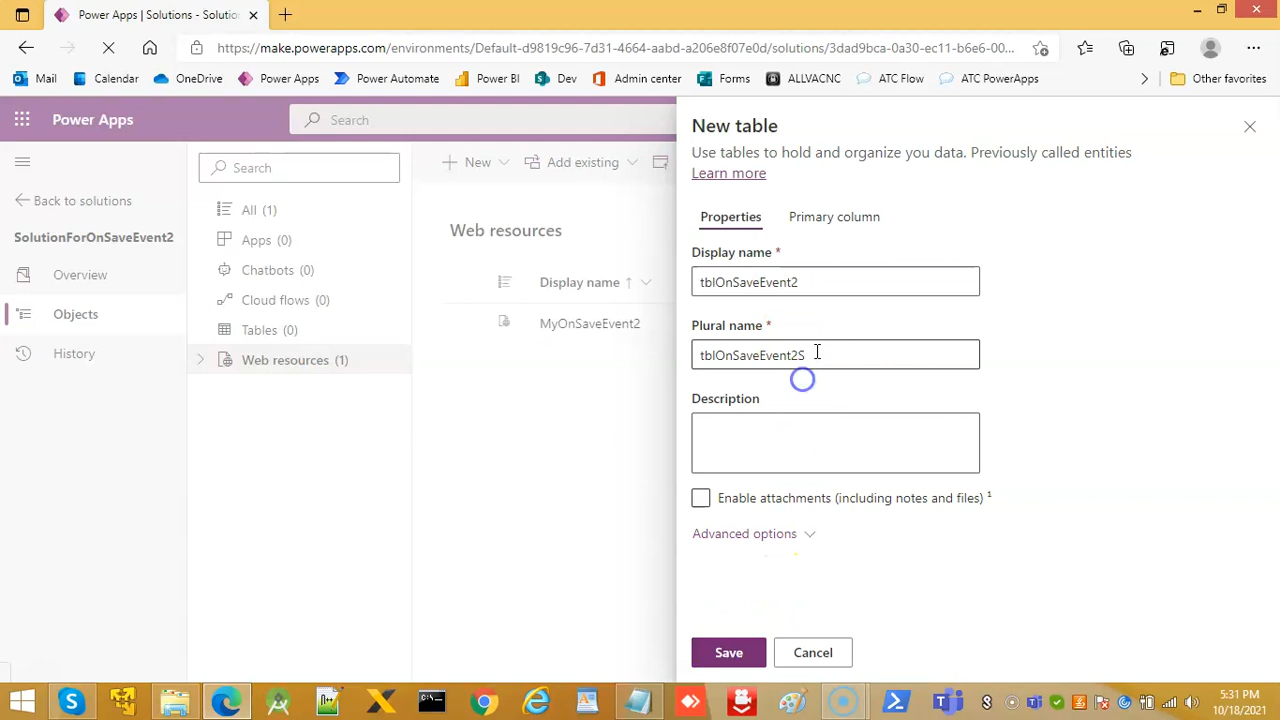 Power Apps | Solutions - Solutio
https://make.powerapps.com/environments/Default-d9819c96-7d31-4664-aabd-a206e8f07e0d/solutions/3dad9bca-0a30-ec11-b6e6-00...
Mail Calendar OneDrive Power Apps Power Automate Power BI Dev Admin center Forms ALLVACNC ATC Flow ATC PowerApps Other favorites
Power Apps
Search
Back to solutions
SolutionForOnSaveEvent2
Overview
Objects
History
Search
All (1)
Apps (0)
Chatbots (0)
Cloud flows (0)
Tables (0)
Web resources (1)
New Add existing
Web resources
Display name ↑
MyOnSaveEvent2
New table
Use tables to hold and organize you data. Previously called entities
Learn more
Properties Primary column
Display name *
tblOnSaveEvent2
Plural name *
tblOnSaveEvent2S
Description
Enable attachments (including notes and files) 1
Advanced options
Save Cancel
5:31 PM
10/18/2021